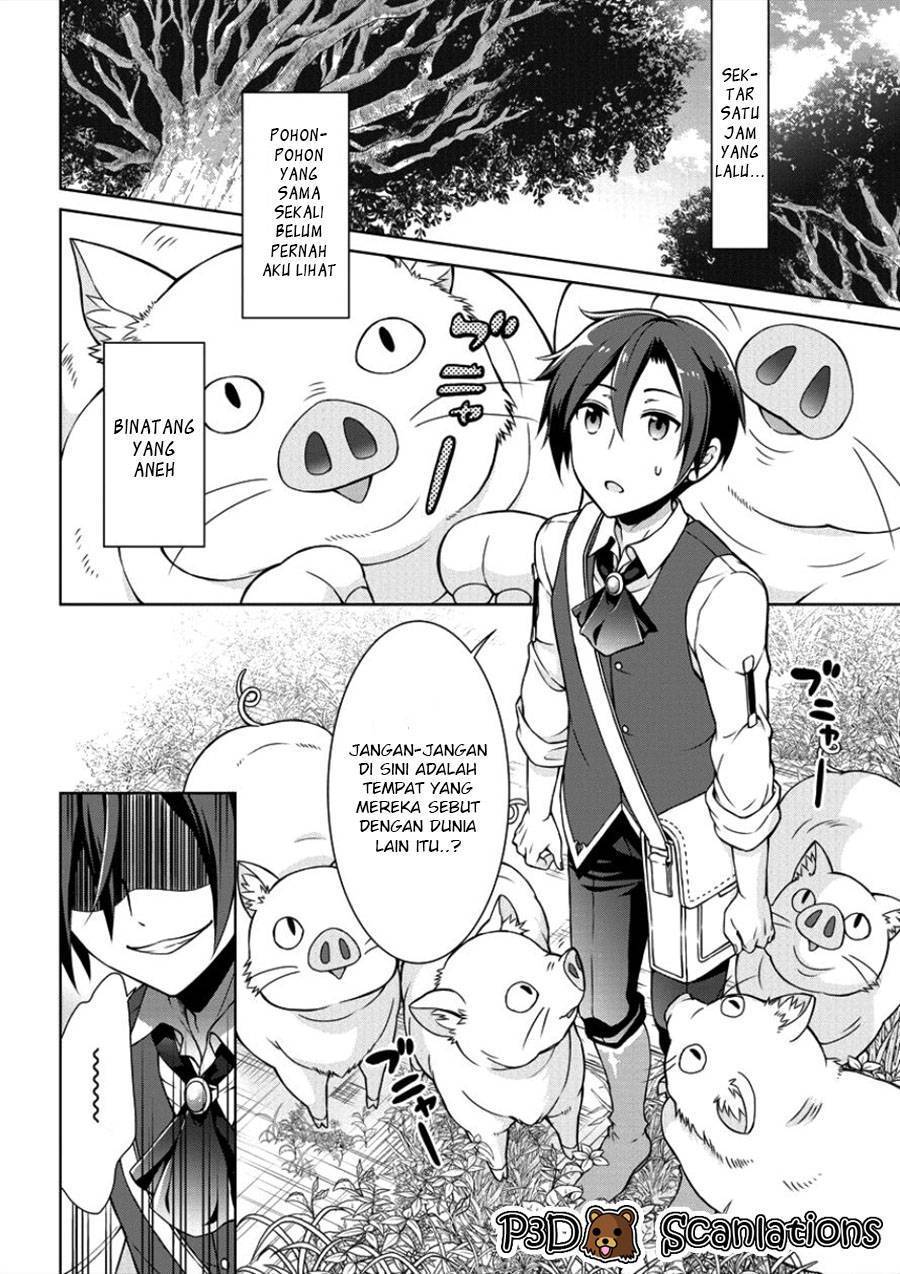 SEK-
TAR
SATU
JAM
YANG
LALU...
POHON-
POHON
YANG
SAMA
SEKALI
BELUM
PERNAH
AKU LIHAT
BINATANG
YANG
ANEH
ブニャー
ブニャ
JANGAN-JANGAN
DI SINI ADALAH
TEMPAT YANG
MEREKA SEBUT
DENGAN DUNIA
LAIN ITU..?
ブニャ
P3D Scanlations